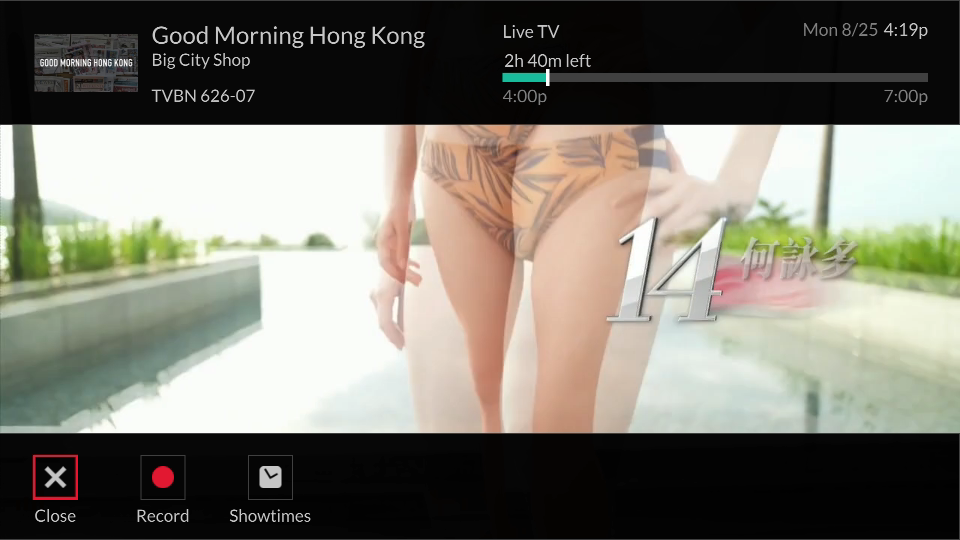 GOOD MORNING HONG KONG
Good Morning Hong Kong
Big City Shop
TVBN 626-07
Live TV
Mon 8/25 4:19p
2h 40m left
4:00p
7:00p
14 何詠多
Close
Record
Showtimes